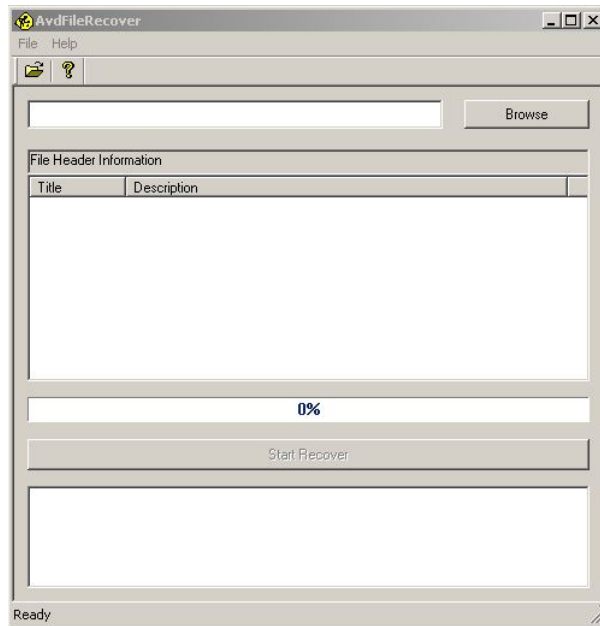 AvdFileRecover
File Help
?
Browse
File Header Information
Title Description
0%
Start Recover
Ready